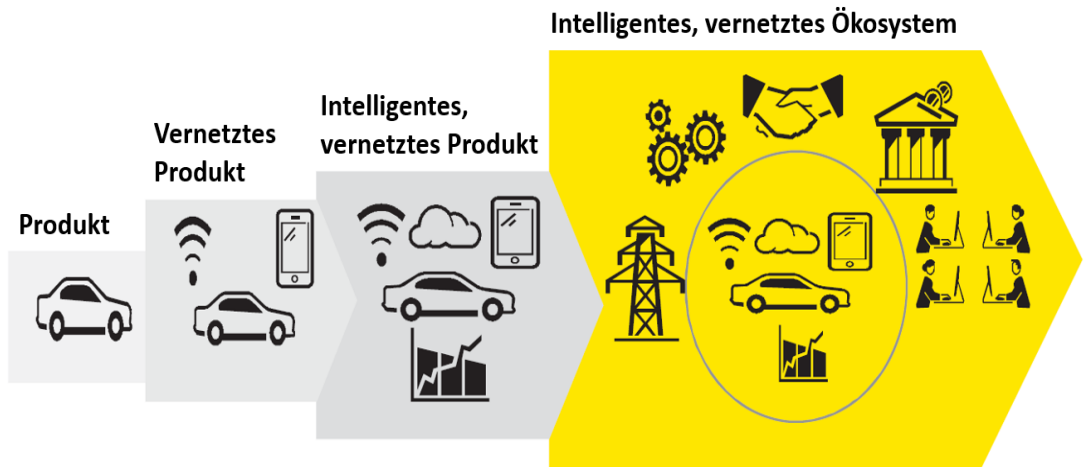 Produkt
Vernetztes
Produkt
Intelligentes,
vernetztes Produkt
Intelligentes, vernetztes Ökosystem